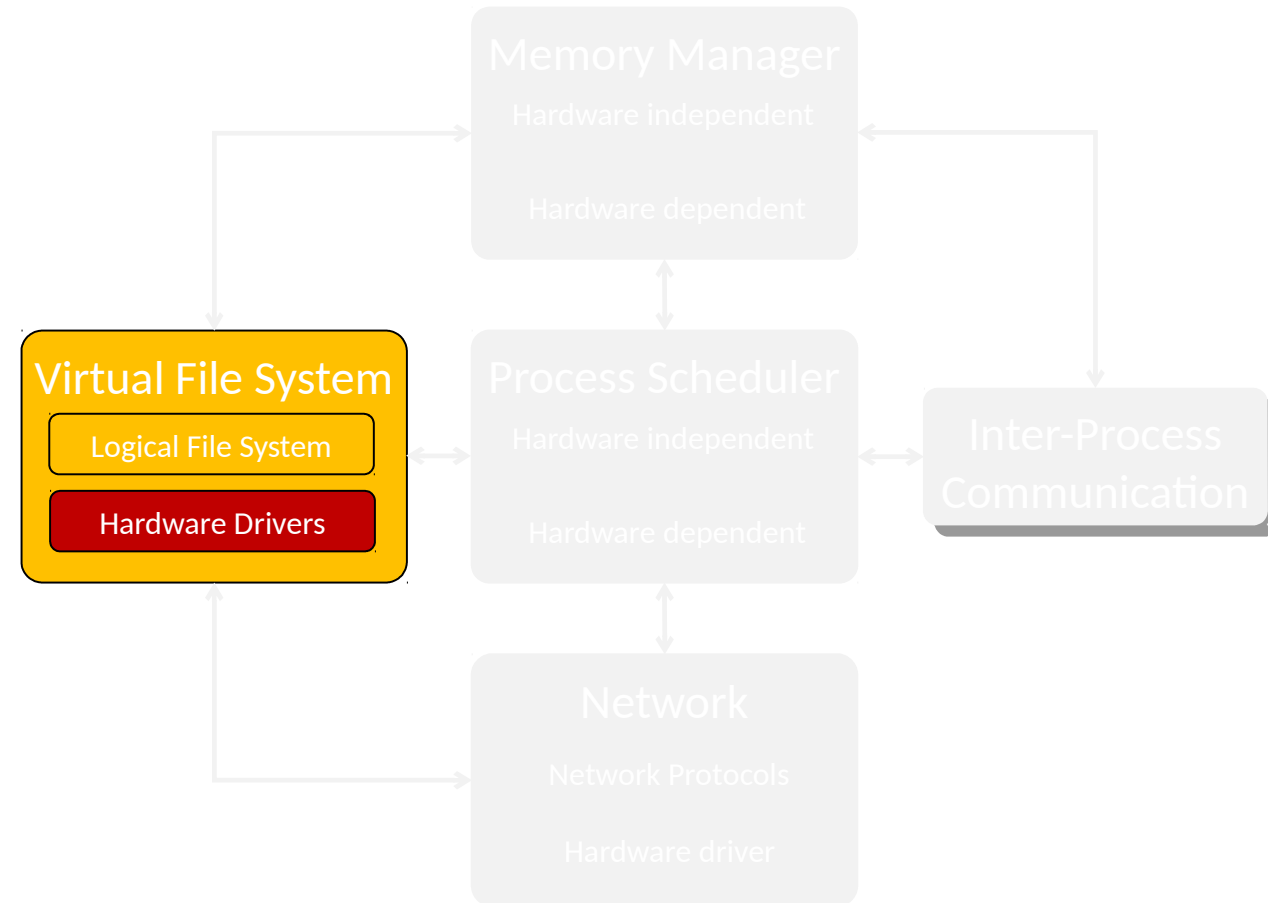 Memory Manager
Hardware independent
Hardware dependent
Virtual File System
Logical File System
Hardware Drivers
Process Scheduler
Hardware independent
Hardware dependent
Inter-Process
Communication
Network
Network Protocols
Hardware driver